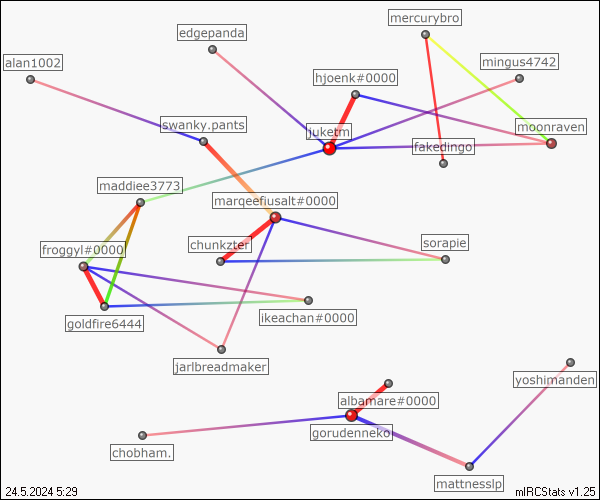 mercurybro
edgepanda
alan1002
mingus4742
hjoenk#0000
swanky.pants
moonraven
juketm
fakedingo
maddiee3773
marqeefiusalt#0000
chunkzter
sorapie
froggyl#0000
ikeachan#0000
goldfire6444
jarlbreadmaker
yoshimanden
albamare#0000
gorudenneko
chobham.
mattnesslp
24.5.2024 5:29
mIRCStats v1.25